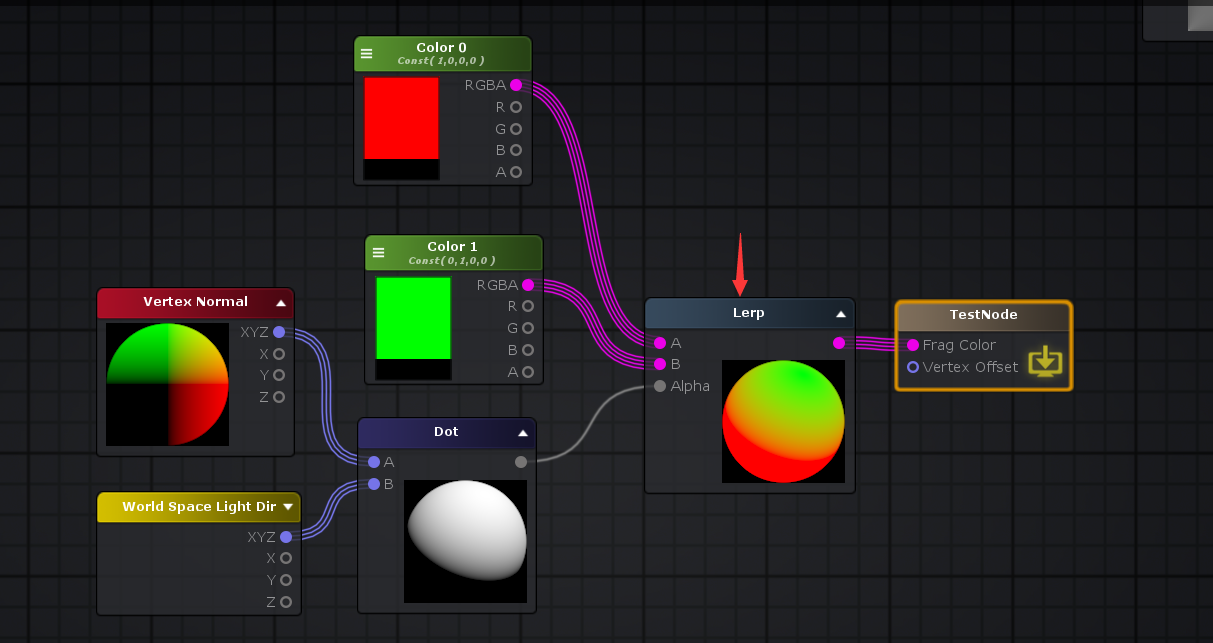 Color 0
Const( 1,0,0,0 )
RGBA
R
G
B
A
Color 1
Const( 0,1,0,0 )
RGBA
R
G
B
A
Vertex Normal
XYZ
X
Y
Z
World Space Light Dir
XYZ
X
Y
Z
Dot
A
B
Lerp
A
B
Alpha
TestNode
Frag Color
Vertex Offset